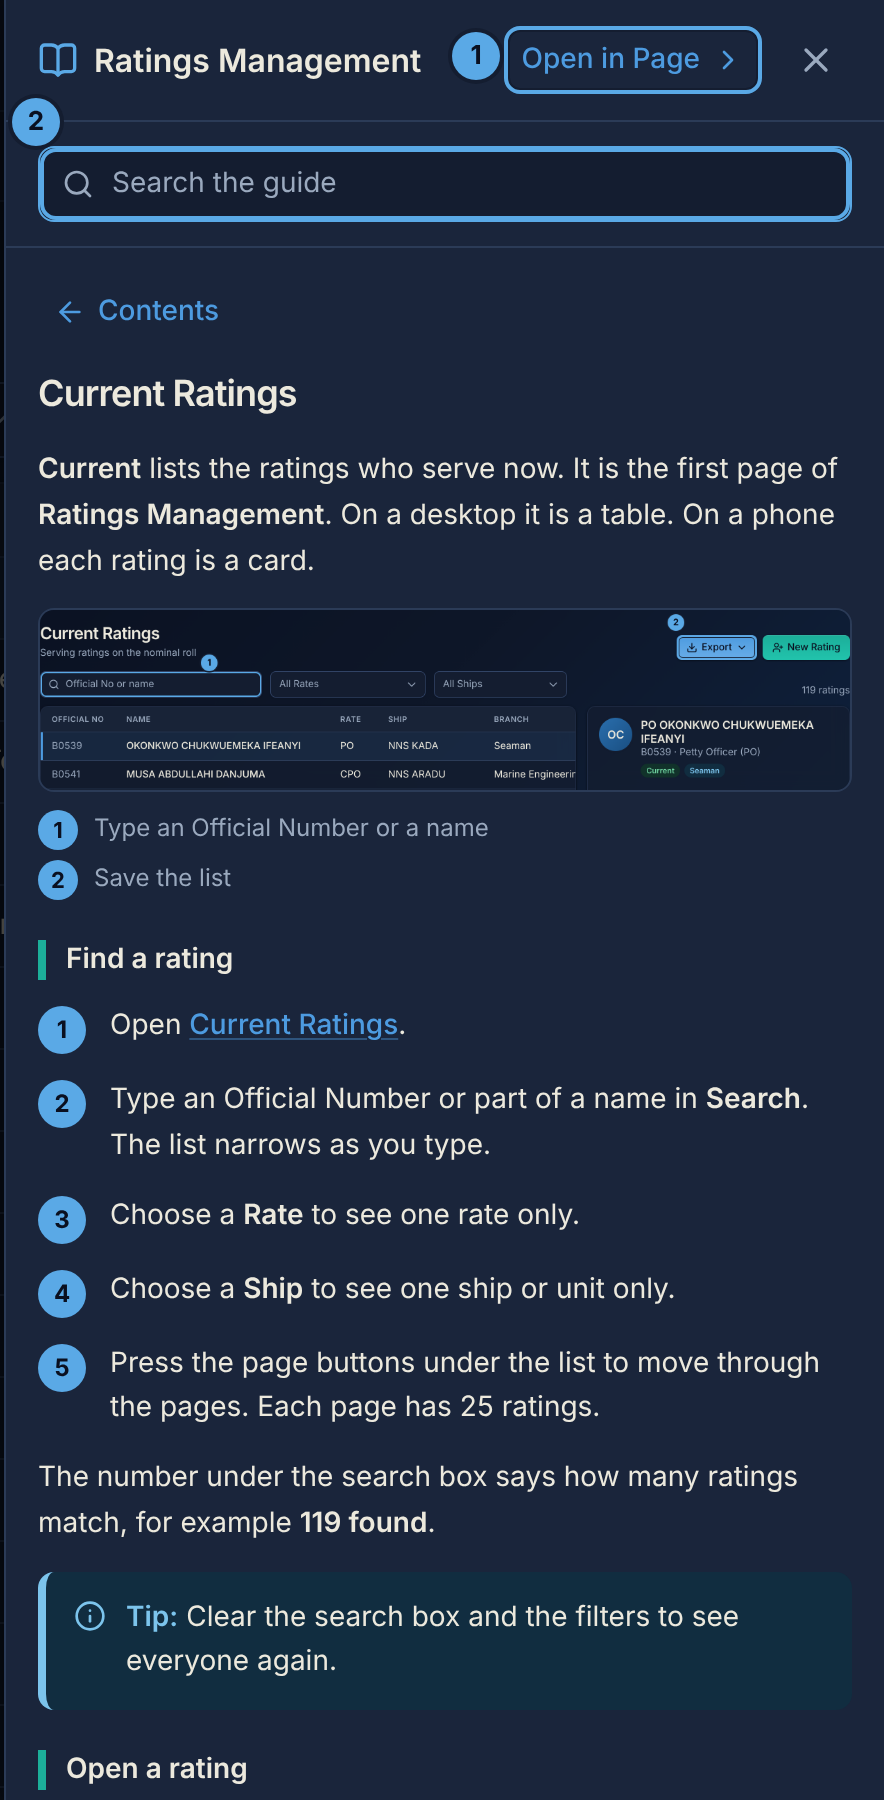 Ratings Management
1
Open in Page
2
Search the guide
Contents
Current Ratings
Current lists the ratings who serve now. It is the first page of
Ratings Management. On a desktop it is a table. On a phone
each rating is a card.
Current Ratings
Serving ratings on the nominal roll
2
Export
New Rating
1
Official No or name
All Rates
All Ships
119 ratings
OFFICIAL NO NAME RATE SHIP BRANCH
B0539 OKONKWO CHUKWUEMEKA IFEANYI PO NNS KADA Seaman
B0541 MUSA ABDULLAHI DANJUMA CPO NNS ARADU Marine Engineerin
OC
PO OKONKWO CHUKWUEMEKA
IFEANYI
B0539 · Petty Officer (PO)
Current Seaman
1 Type an Official Number or a name
2 Save the list
Find a rating
1 Open Current Ratings.
2 Type an Official Number or part of a name in Search.
The list narrows as you type.
3 Choose a Rate to see one rate only.
4 Choose a Ship to see one ship or unit only.
5 Press the page buttons under the list to move through
the pages. Each page has 25 ratings.
The number under the search box says how many ratings
match, for example 119 found.
Tip: Clear the search box and the filters to see
everyone again.
Open a rating